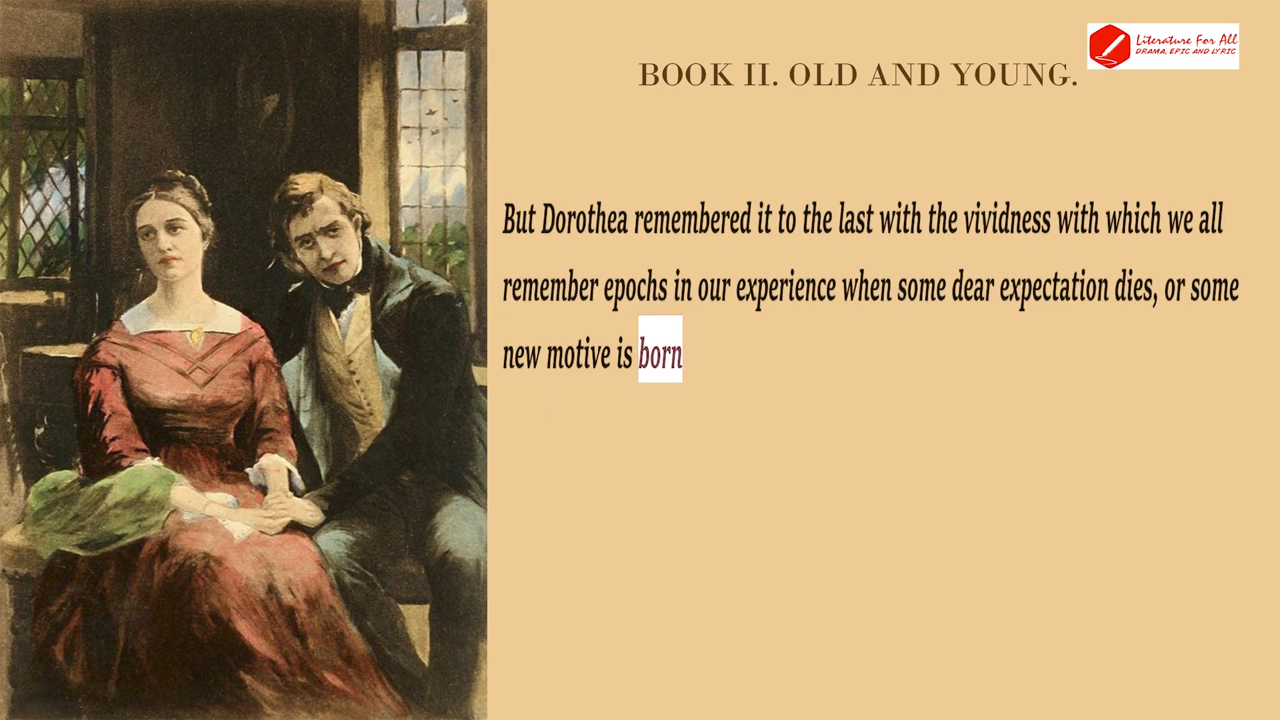 Literature For All
DRAMA, EPIC AND LYRIC
BOOK II. OLD AND YOUNG.
But Dorothea remembered it to the last with the vividness with which we all
remember epochs in our experience when some dear expectation dies, or some
new motive is born